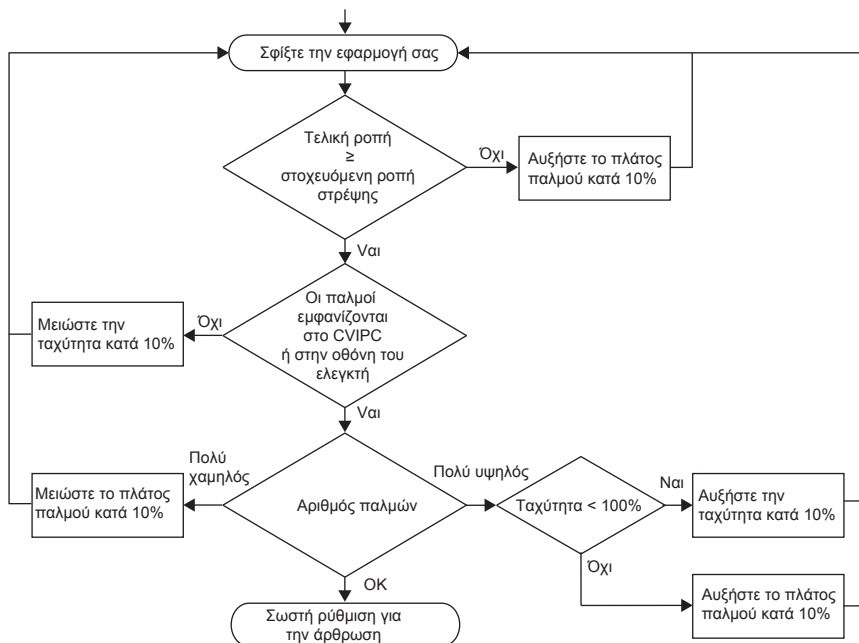 Σφίξτε την εφαρμογή σας
Τελική ροπή
≥
στοχευόμενη ροπή
στρέψης
Όχι
Αυξήστε το πλάτος
παλμού κατά 10%
Ναι
Οι παλμοί
εμφανίζονται
στο CVIPC
ή στην οθόνη του
ελεγκτή
Όχι
Μειώστε την
ταχύτητα κατά 10%
Ναι
Αριθμός παλμών
Πολύ
χαμηλός
Μειώστε το πλάτος
παλμού κατά 10%
Πολύ υψηλός
Ταχύτητα < 100%
Ναι
Αυξήστε την
ταχύτητα κατά 10%
Όχι
Αυξήστε το πλάτος
παλμού κατά 10%
OK
Σωστή ρύθμιση για
την άρθρωση